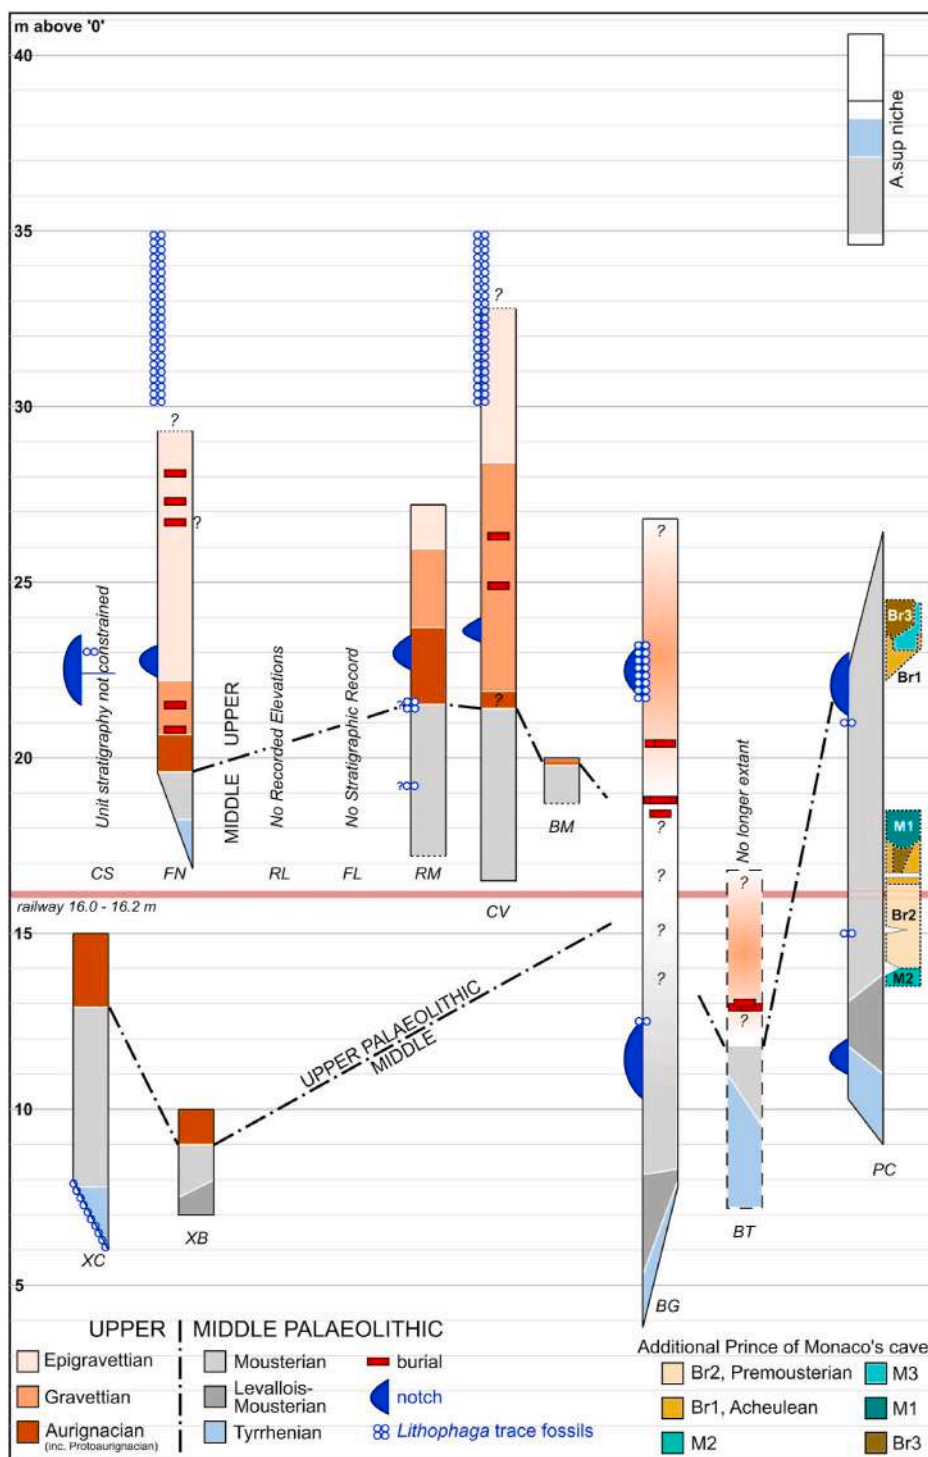 m above '0'
40
A.sup niche
35
?
30
?
?
?
25
Br3
Br1
Unit stratigraphy not constrained
MIDDLE UPPER
No Recorded Elevations
No Stratigraphic Record
?
?
?
20
BM
No longer extant
?
M1
?
?
CS
FN
RL
FL
RM
CV
railway 16.0 - 16.2 m
Br2
15
?
?
M2
?
UPPER PALAEOLITHIC
MIDDLE
10
PC
XB
BT
XC
5
BG
UPPER
MIDDLE PALAEOLITHIC
Epigravettian
Gravettian
Aurignacian
(inc. Protoaurignacian)
Mousterian
Levallois-
Mousterian
Tyrrhenian
burial
notch
Lithophaga trace fossils
Additional Prince of Monaco's cave
Br2, Premousterian
M3
Br1, Acheulean
M1
M2
Br3